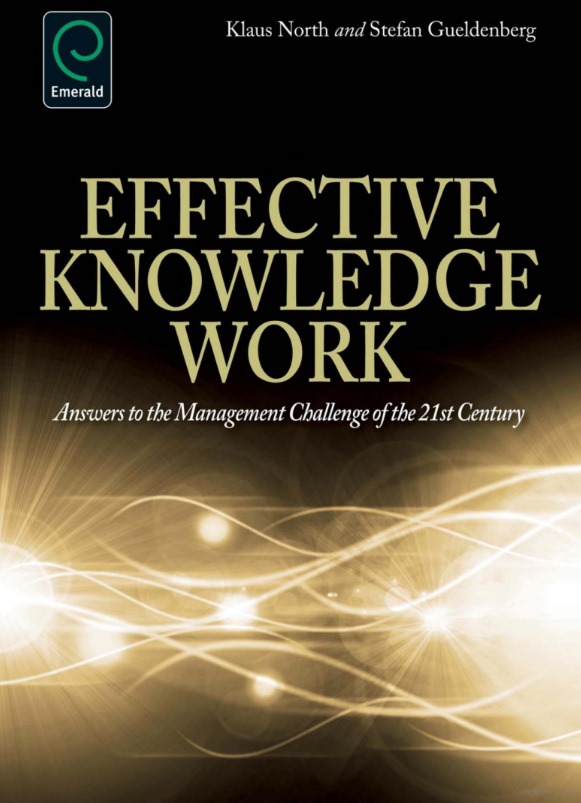 Klaus North and Stefan Gueldenberg
Emerald
EFFECTIVE
KNOWLEDGE
WORK
Answers to the Management Challenge of the 21st Century